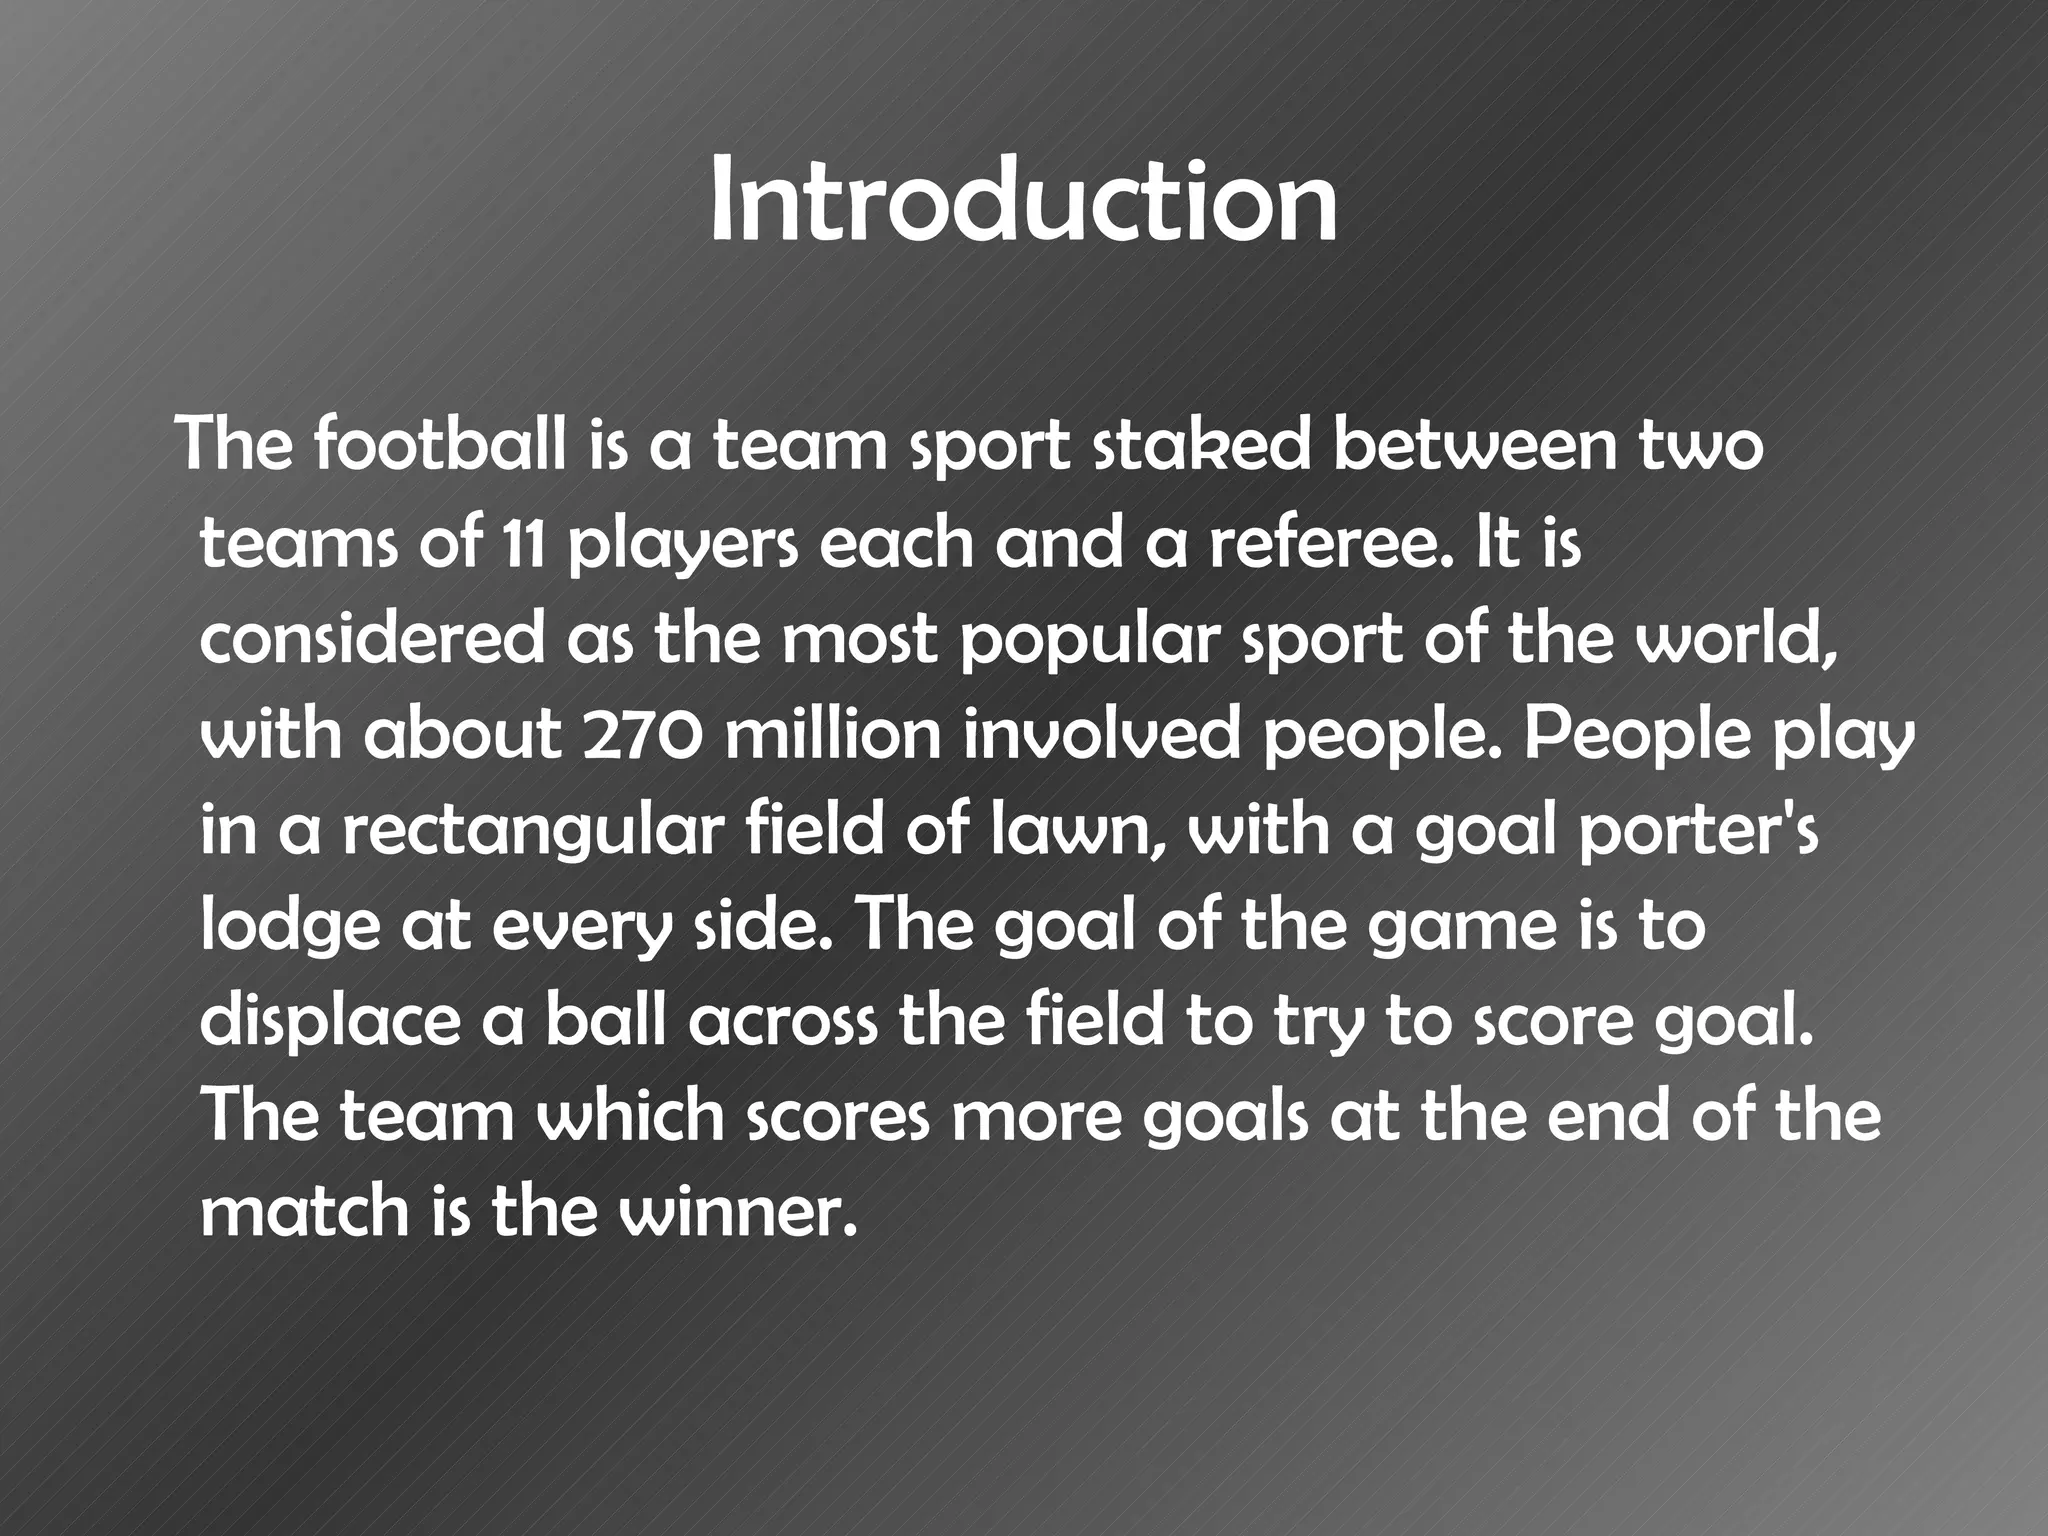 Introduction
The football is a team sport staked between two
teams of 11 players each and a referee. It is
considered as the most popular sport of the world,
with about 270 million involved people. People play
in a rectangular field of lawn, with a goal porter's
lodge at every side. The goal of the game is to
displace a ball across the field to try to score goal.
The team which scores more goals at the end of the
match is the winner.